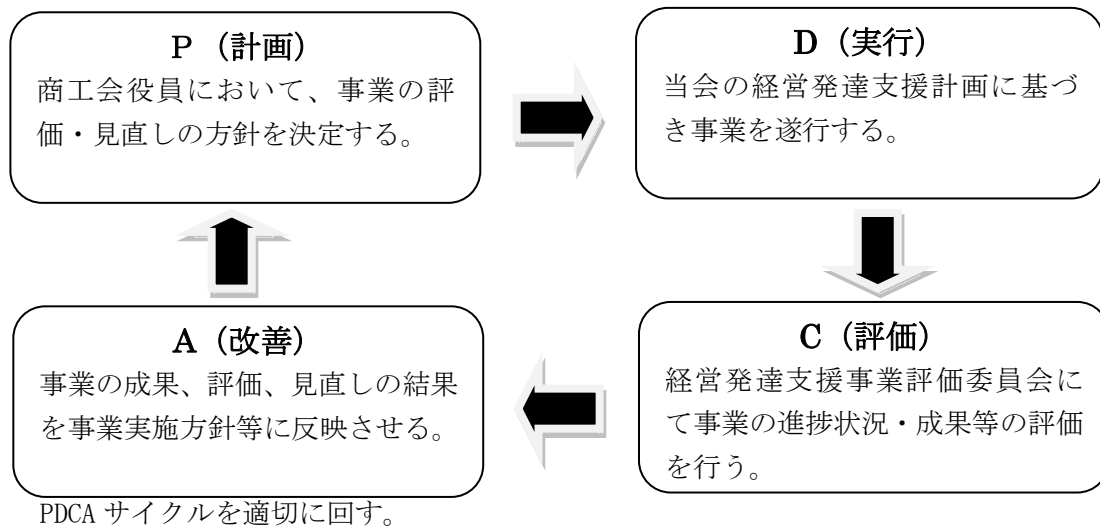 P（計画）
商工会役員において、事業の評
価・見直しの方針を決定する。
D（実行）
当会の経営発達支援計画に基づ
き事業を遂行する。
C（評価）
経営発達支援事業評価委員会に
て事業の進捗状況・成果等の評価
を行う。
A（改善）
事業の成果、評価、見直しの結果
を事業実施方針等に反映させる。
PDCA サイクルを適切に回す。